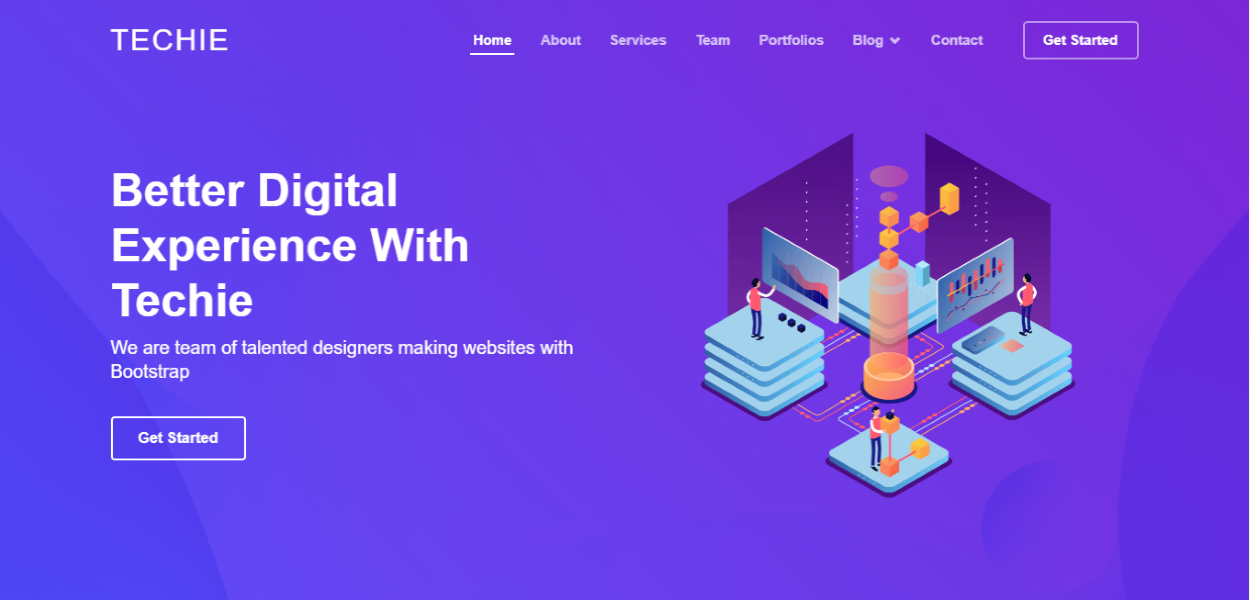 TECHIE
Home About Services Team Portfolios Blog Contact Get Started
Better Digital
Experience With
Techie
We are team of talented designers making websites with
Bootstrap
Get Started